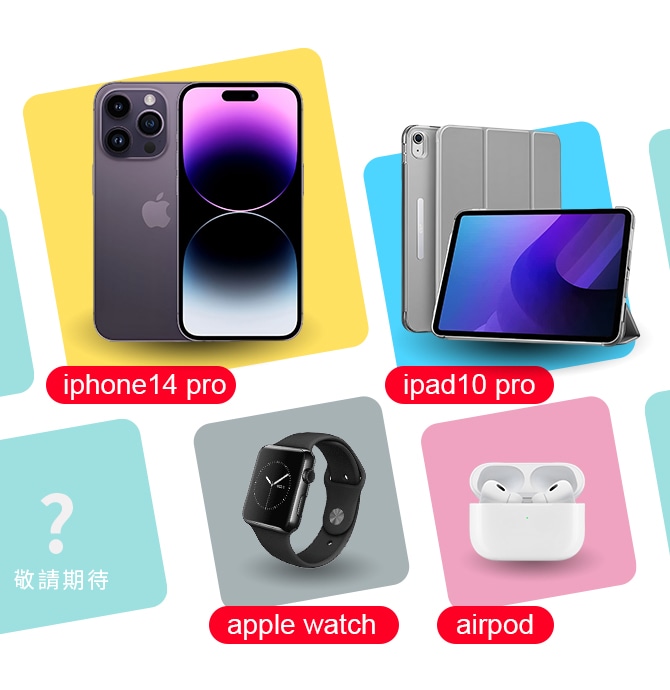 iphone14 pro
ipad10 pro
?
敬請期待
apple watch
airpod